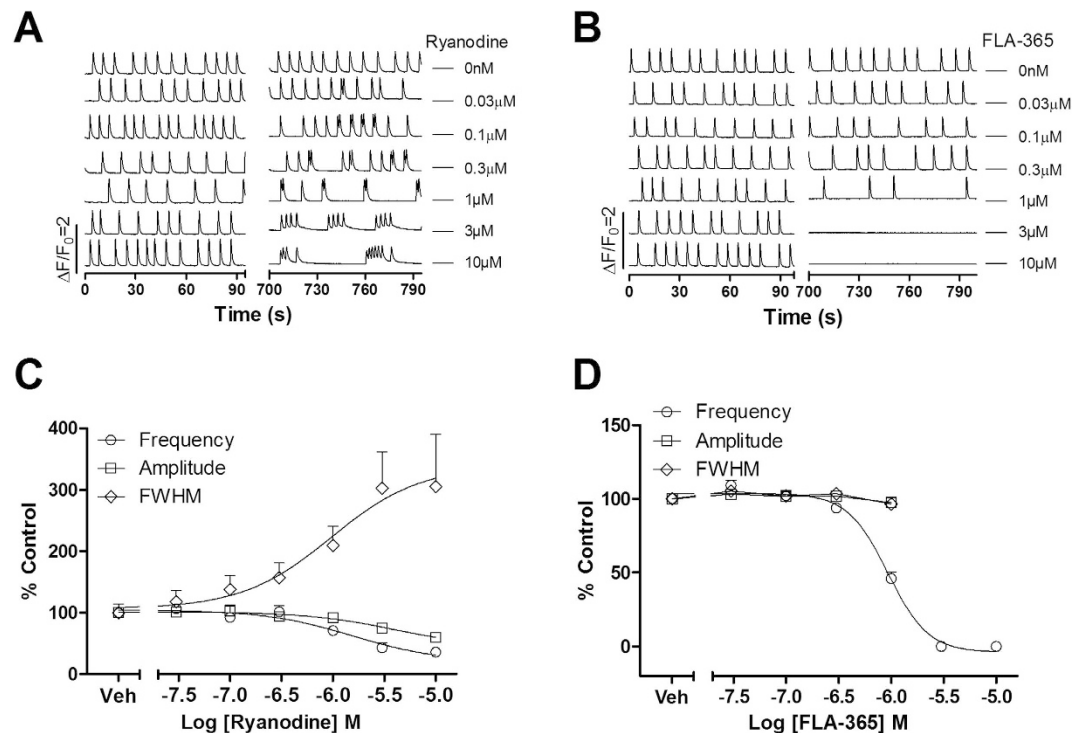 A
Ryanodine
0nM
0.03μM
0.1μM
0.3μM
1μM
3μM
10μM
ΔF/F₀=2
0 30 60 90 700 730 760 790
Time (s)
B
FLA-365
0nM
0.03μM
0.1μM
0.3μM
1μM
3μM
10μM
ΔF/F₀=2
0 30 60 90 700 730 760 790
Time (s)
C
Frequency
Amplitude
FWHM
400
300
200
100
0
% Control
Veh -7.5 -7.0 -6.5 -6.0 -5.5 -5.0
Log [Ryanodine] M
D
Frequency
Amplitude
FWHM
150
100
50
0
% Control
Veh -7.5 -7.0 -6.5 -6.0 -5.5 -5.0
Log [FLA-365] M